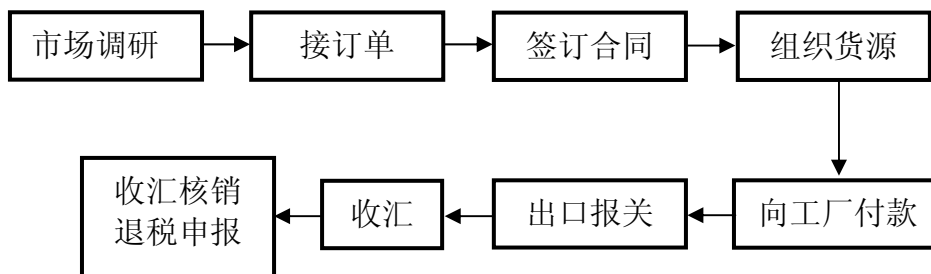 市场调研
接订单
签订合同
组织货源
向工厂付款
出口报关
收汇
收汇核销
退税申报